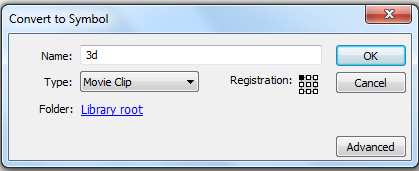 Convert to Symbol
Name: 3d
OK
Type: Movie Clip
Registration:
Cancel
Folder: Library root
Advanced